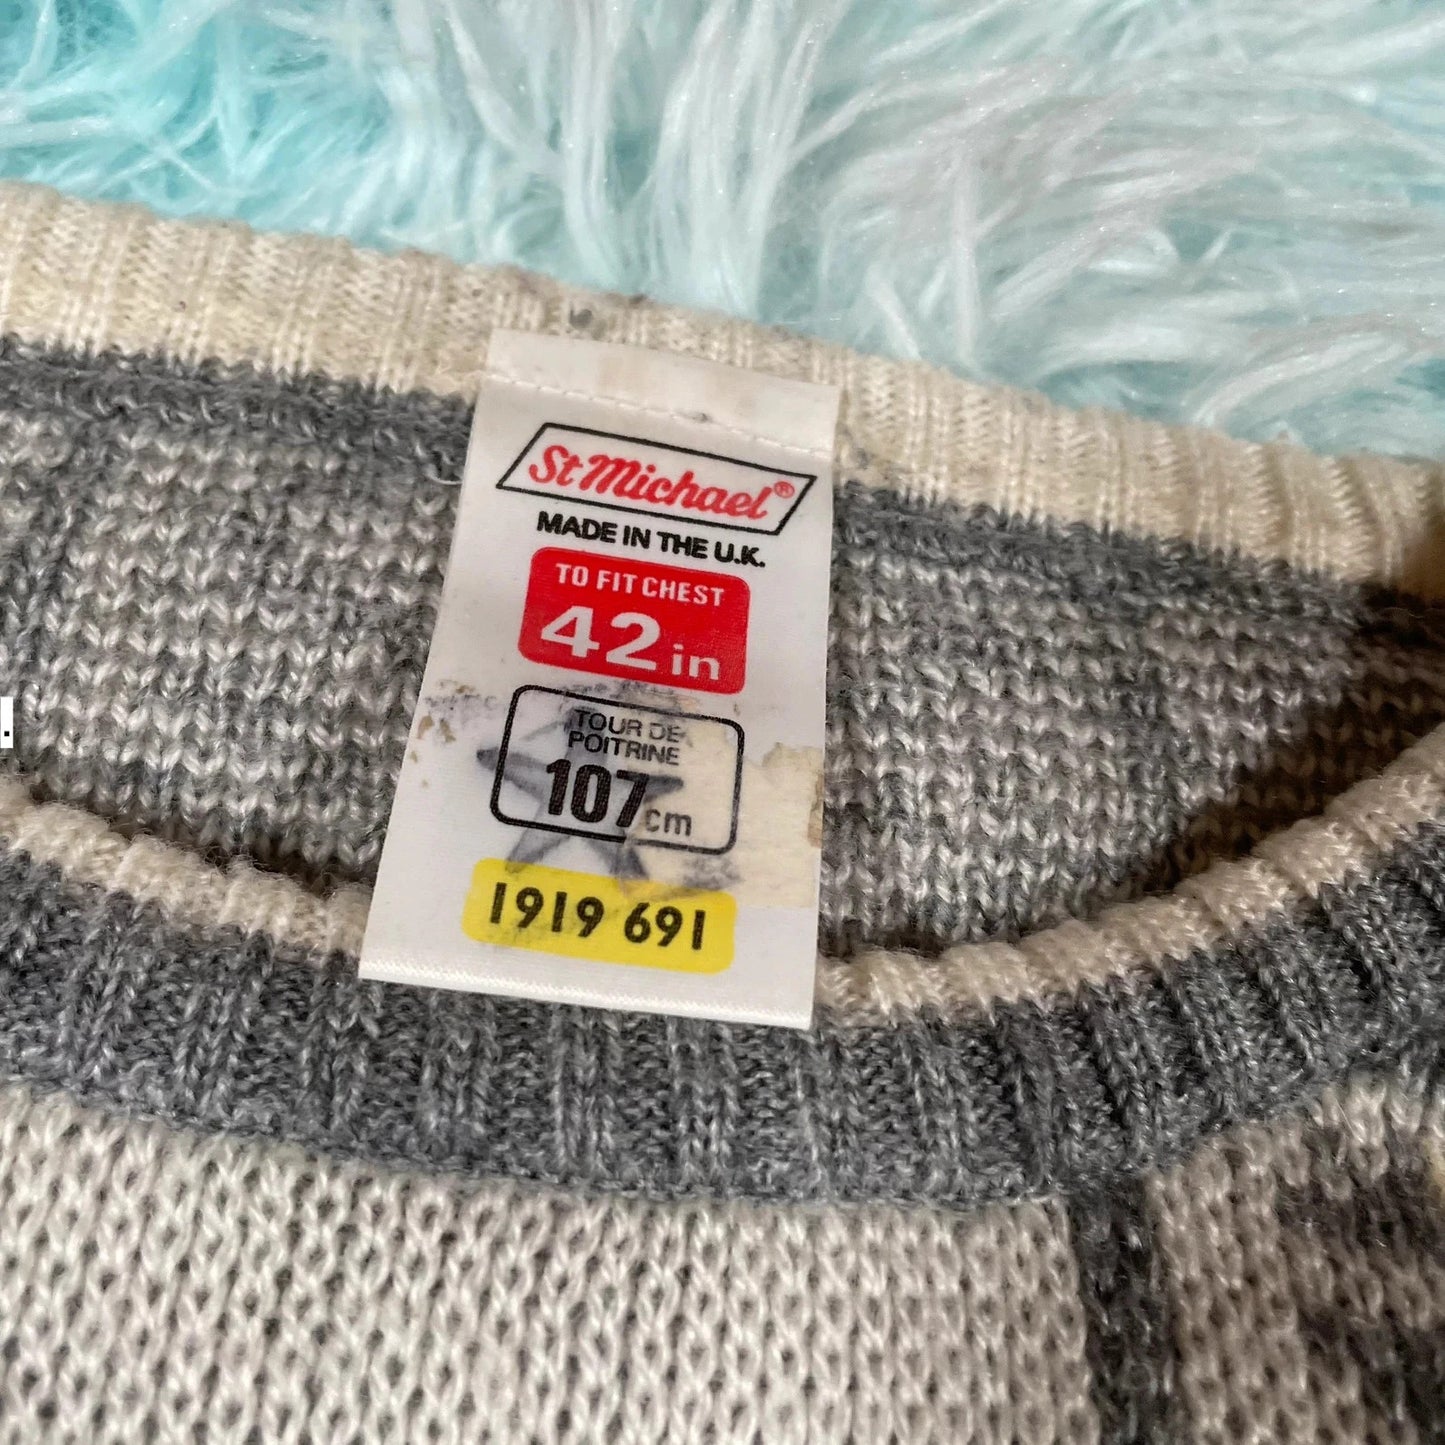 St Michael®
MADE IN THE U.K.
TO FIT CHEST
42 in
TOUR DE
POITRINE
107 cm
1919 691